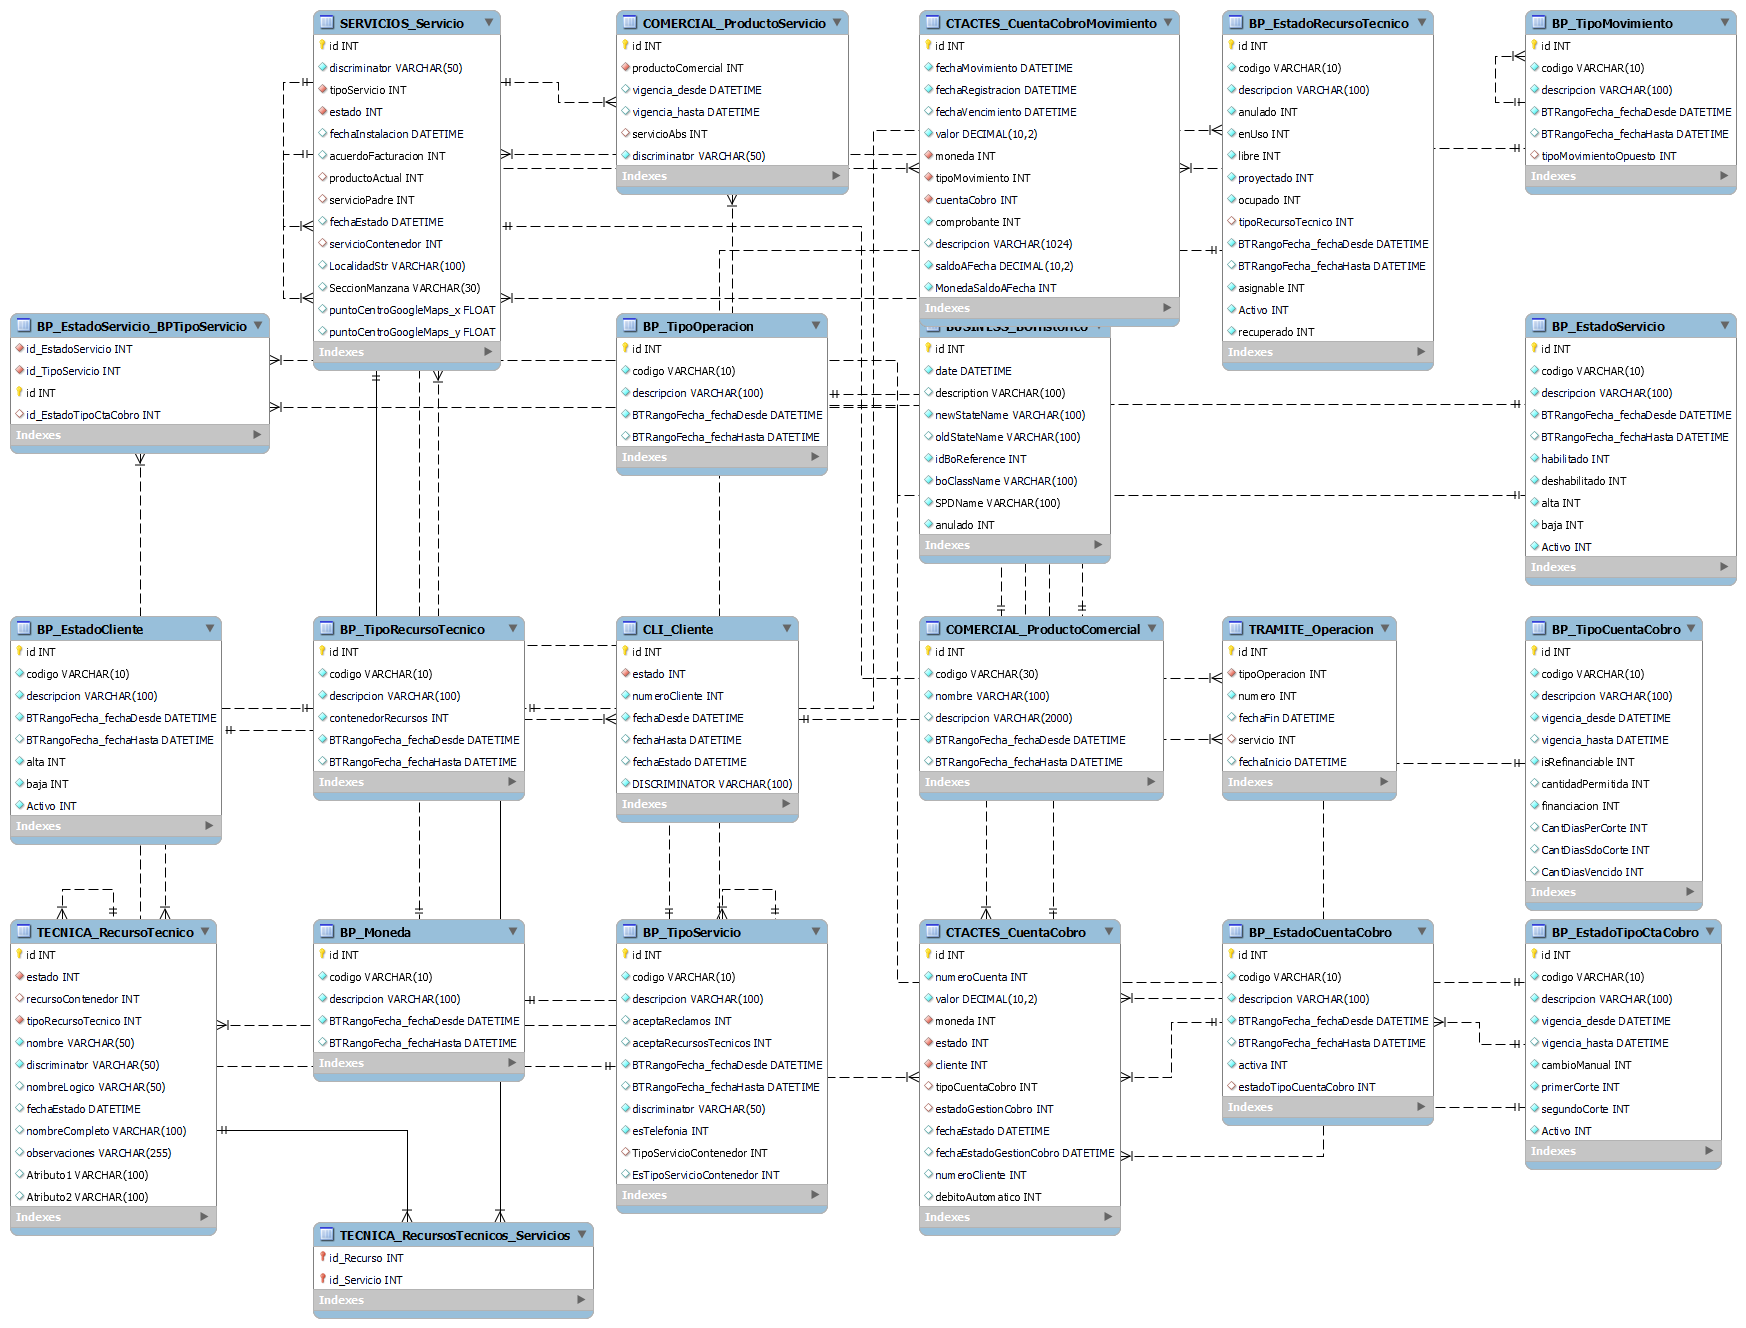 SERVICIOS_Servicio
id INT
discriminator VARCHAR(50)
tipoServicio INT
estado INT
fechaInstalacion DATETIME
acuerdoFacturacion INT
productoActual INT
servicioPadre INT
fechaEstado DATETIME
servicioContenedor INT
LocalidadStr VARCHAR(100)
SeccionManzana VARCHAR(30)
puntoCentroGoogleMaps_x FLOAT
puntoCentroGoogleMaps_y FLOAT
Indexes
COMERCIAL_ProductoServicio
id INT
productoComercial INT
vigencia_desde DATETIME
vigencia_hasta DATETIME
servicioAbs INT
discriminator VARCHAR(50)
Indexes
CTACTES_CuentaCobroMovimiento
id INT
fechaMovimiento DATETIME
fechaRegistracion DATETIME
fechaVencimiento DATETIME
valor DECIMAL(10,2)
moneda INT
tipoMovimiento INT
cuentaCobro INT
comprobante INT
descripcion VARCHAR(1024)
saldoAFecha DECIMAL(10,2)
MonedaSaldoAFecha INT
Indexes
BP_EstadoRecursoTecnico
id INT
codigo VARCHAR(10)
descripcion VARCHAR(100)
anulado INT
enUso INT
libre INT
proyectado INT
ocupado INT
tipoRecursoTecnico INT
BTRangoFecha_fechaDesde DATETIME
BTRangoFecha_fechaHasta DATETIME
asignable INT
Activo INT
recuperado INT
Indexes
BP_TipoMovimiento
id INT
codigo VARCHAR(10)
descripcion VARCHAR(100)
BTRangoFecha_fechaDesde DATETIME
BTRangoFecha_fechaHasta DATETIME
tipoMovimientoOpuesto INT
Indexes
BP_EstadoServicio_BPTipoServicio
id_EstadoServicio INT
id_TipoServicio INT
id INT
id_EstadoTipoCtaCobro INT
Indexes
BP_TipoOperacion
id INT
codigo VARCHAR(10)
descripcion VARCHAR(100)
BTRangoFecha_fechaDesde DATETIME
BTRangoFecha_fechaHasta DATETIME
Indexes
BUSINESS_BOHistorico
id INT
date DATETIME
description VARCHAR(100)
newStateName VARCHAR(100)
oldStateName VARCHAR(100)
idBoReference INT
boClassName VARCHAR(100)
SPDName VARCHAR(100)
anulado INT
Indexes
BP_EstadoServicio
id INT
codigo VARCHAR(10)
descripcion VARCHAR(100)
BTRangoFecha_fechaDesde DATETIME
BTRangoFecha_fechaHasta DATETIME
habilitado INT
deshabilitado INT
alta INT
baja INT
Activo INT
Indexes
BP_EstadoCliente
id INT
codigo VARCHAR(10)
descripcion VARCHAR(100)
BTRangoFecha_fechaDesde DATETIME
BTRangoFecha_fechaHasta DATETIME
alta INT
baja INT
Activo INT
Indexes
BP_TipoRecursoTecnico
id INT
codigo VARCHAR(10)
descripcion VARCHAR(100)
contenedorRecursos INT
BTRangoFecha_fechaDesde DATETIME
BTRangoFecha_fechaHasta DATETIME
Indexes
CLI_Cliente
id INT
estado INT
numeroCliente INT
fechaDesde DATETIME
fechaHasta DATETIME
fechaEstado DATETIME
DISCRIMINATOR VARCHAR(100)
Indexes
COMERCIAL_ProductoComercial
id INT
codigo VARCHAR(30)
nombre VARCHAR(100)
descripcion VARCHAR(2000)
BTRangoFecha_fechaDesde DATETIME
BTRangoFecha_fechaHasta DATETIME
Indexes
TRAMITE_Operacion
id INT
tipoOperacion INT
numero INT
fechaFin DATETIME
servicio INT
fechaInicio DATETIME
Indexes
BP_TipoCuentaCobro
id INT
codigo VARCHAR(10)
descripcion VARCHAR(100)
vigencia_desde DATETIME
vigencia_hasta DATETIME
isRefinanciable INT
cantidadPermitida INT
financiacion INT
CantDiasPerCorte INT
CantDiasSdoCorte INT
CantDiasVencido INT
Indexes
TECNICA_RecursoTecnico
id INT
estado INT
recursoContenedor INT
tipoRecursoTecnico INT
nombre VARCHAR(50)
discriminator VARCHAR(50)
nombreLogico VARCHAR(50)
fechaEstado DATETIME
nombreCompleto VARCHAR(100)
observaciones VARCHAR(255)
Atributo1 VARCHAR(100)
Atributo2 VARCHAR(100)
Indexes
BP_Moneda
id INT
codigo VARCHAR(10)
descripcion VARCHAR(100)
BTRangoFecha_fechaDesde DATETIME
BTRangoFecha_fechaHasta DATETIME
Indexes
BP_TipoServicio
id INT
codigo VARCHAR(10)
descripcion VARCHAR(100)
aceptaReclamos INT
aceptaRecursosTecnicos INT
BTRangoFecha_fechaDesde DATETIME
BTRangoFecha_fechaHasta DATETIME
discriminator VARCHAR(50)
esTelefonia INT
TipoServicioContenedor INT
EsTipoServicioContenedor INT
Indexes
CTACTES_CuentaCobro
id INT
numeroCuenta INT
valor DECIMAL(10,2)
moneda INT
estado INT
cliente INT
tipoCuentaCobro INT
estadoGestionCobro INT
fechaEstado DATETIME
fechaEstadoGestionCobro DATETIME
numeroCliente INT
debitoAutomatico INT
Indexes
BP_EstadoCuentaCobro
id INT
codigo VARCHAR(10)
descripcion VARCHAR(100)
BTRangoFecha_fechaDesde DATETIME
BTRangoFecha_fechaHasta DATETIME
activa INT
estadoTipoCuentaCobro INT
Indexes
BP_EstadoTipoCtaCobro
id INT
codigo VARCHAR(10)
descripcion VARCHAR(100)
vigencia_desde DATETIME
vigencia_hasta DATETIME
cambioManual INT
primerCorte INT
segundoCorte INT
Activo INT
Indexes
TECNICA_RecursosTecnicos_Servicios
id_Recurso INT
id_Servicio INT
Indexes